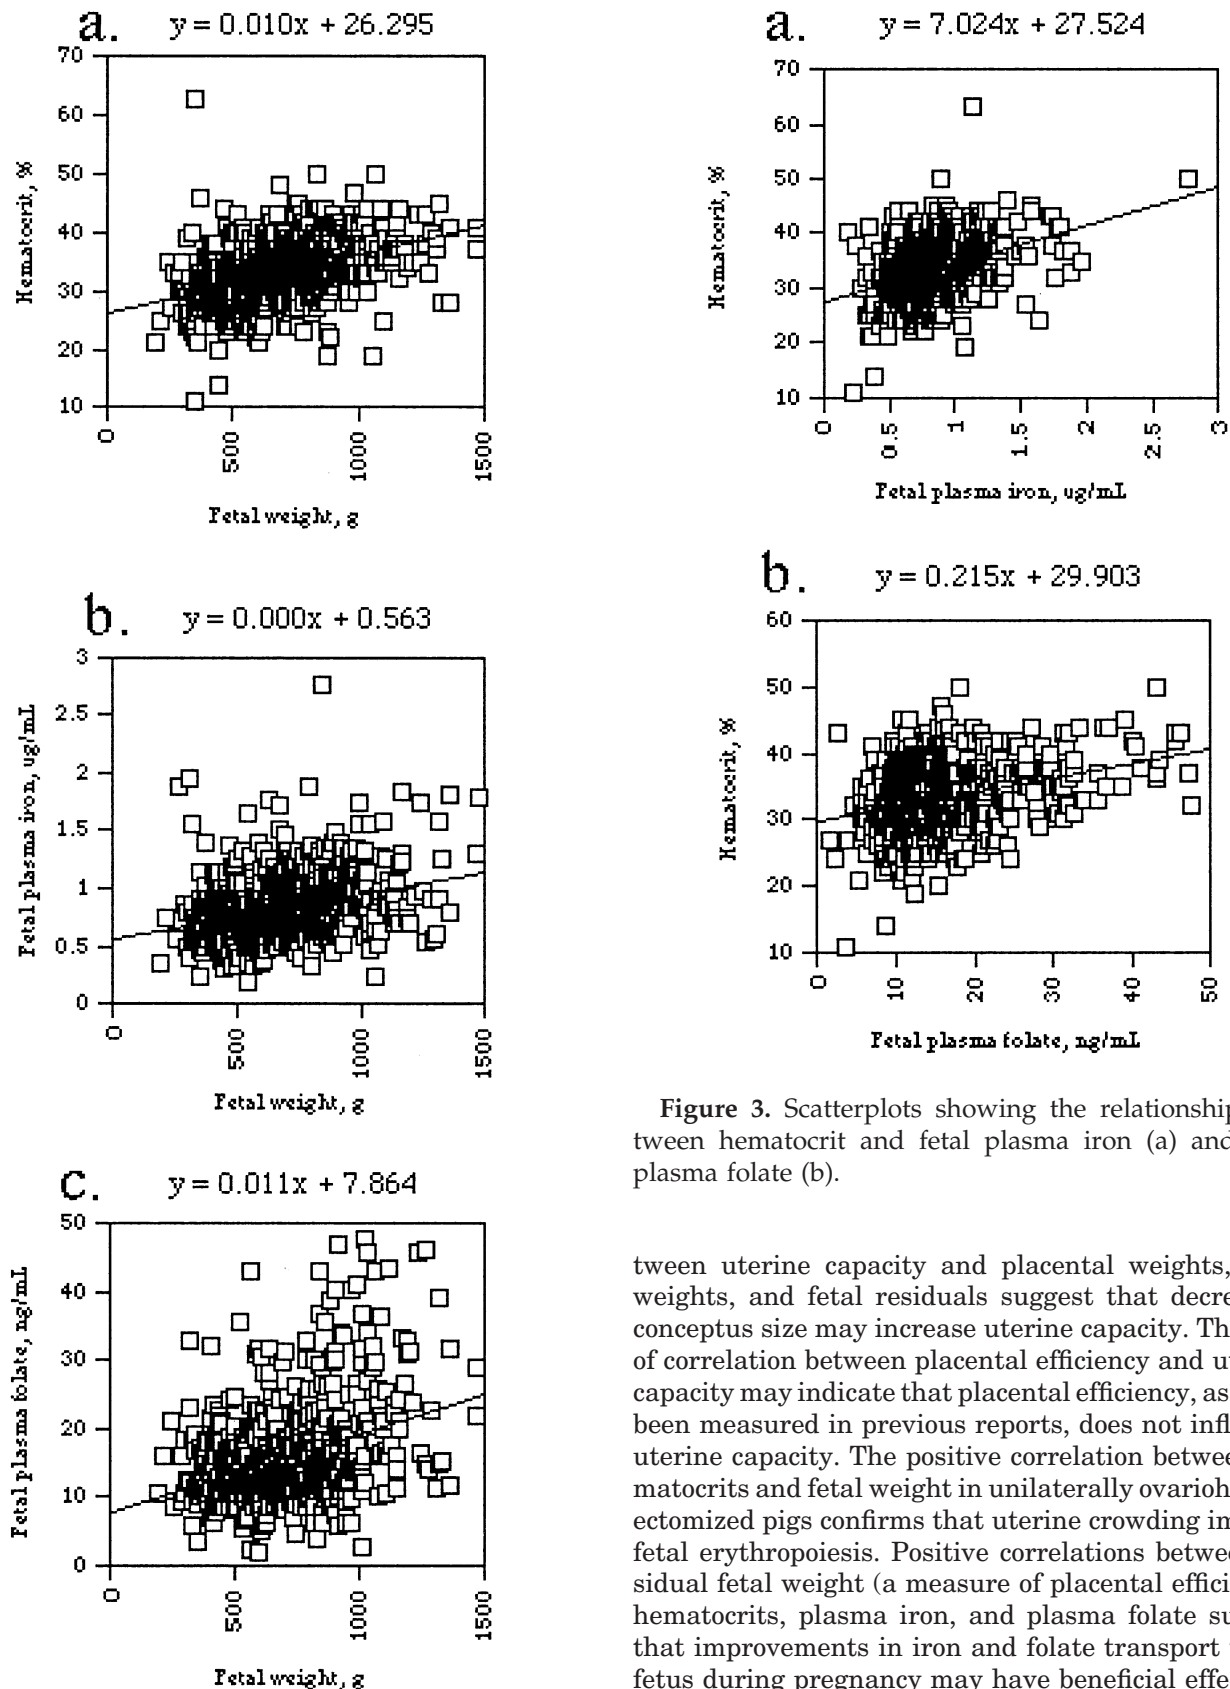 a. y = 0.010x + 26.295
70
60
50
40
30
20
10
Hematocrit, %
0
500
1000
1500
Fetal weight, g
b. y = 0.000x + 0.563
3
2.5
2
1.5
1
0.5
0
Fetal plasma iron, ug/mL
0
500
1000
1500
Fetal weight, g
c. y = 0.011x + 7.864
50
40
30
20
10
0
Fetal plasma folate, ng/mL
0
500
1000
1500
Fetal weight, g
a. y = 7.024x + 27.524
70
60
50
40
30
20
10
Hematocrit, %
0
0.5
1
1.5
2
2.5
3
Fetal plasma iron, ug/mL
b. y = 0.215x + 29.903
60
50
40
30
20
10
Hematocrit, %
0
10
20
30
40
50
Fetal plasma folate, ng/mL
Figure 3. Scatterplots showing the relationship
tween hematocrit and fetal plasma iron (a) and
plasma folate (b).
tween uterine capacity and placental weights,
weights, and fetal residuals suggest that decre
conceptus size may increase uterine capacity. The
of correlation between placental efficiency and ut
capacity may indicate that placental efficiency, as
been measured in previous reports, does not infl
uterine capacity. The positive correlation betwee
matocrits and fetal weight in unilaterally ovarioh
ectomized pigs confirms that uterine crowding im
fetal erythropoiesis. Positive correlations betwee
sidual fetal weight (a measure of placental effici
hematocrits, plasma iron, and plasma folate su
that improvements in iron and folate transport
fetus during pregnancy may have beneficial effe